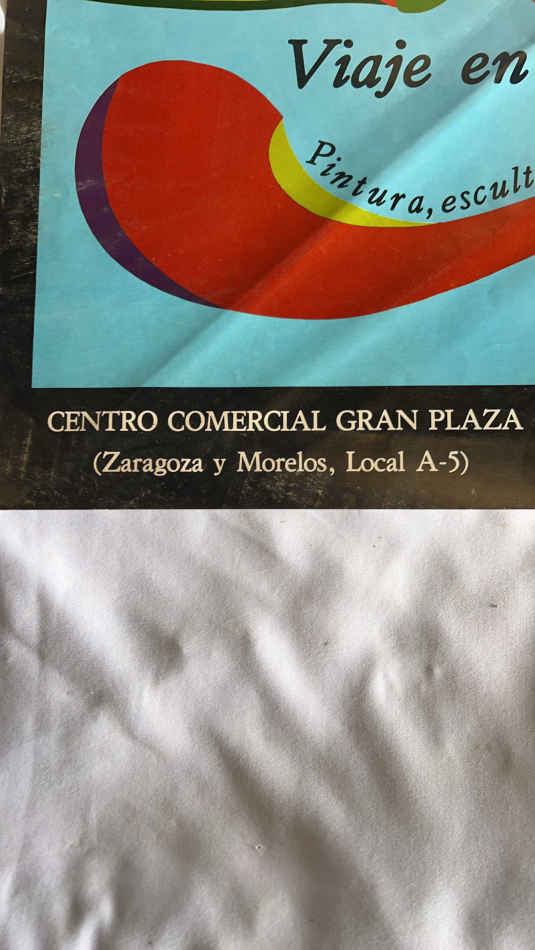 Viaje en
Pintura, escult
CENTRO COMERCIAL GRAN PLAZA
(Zaragoza y Morelos, Local A-5)